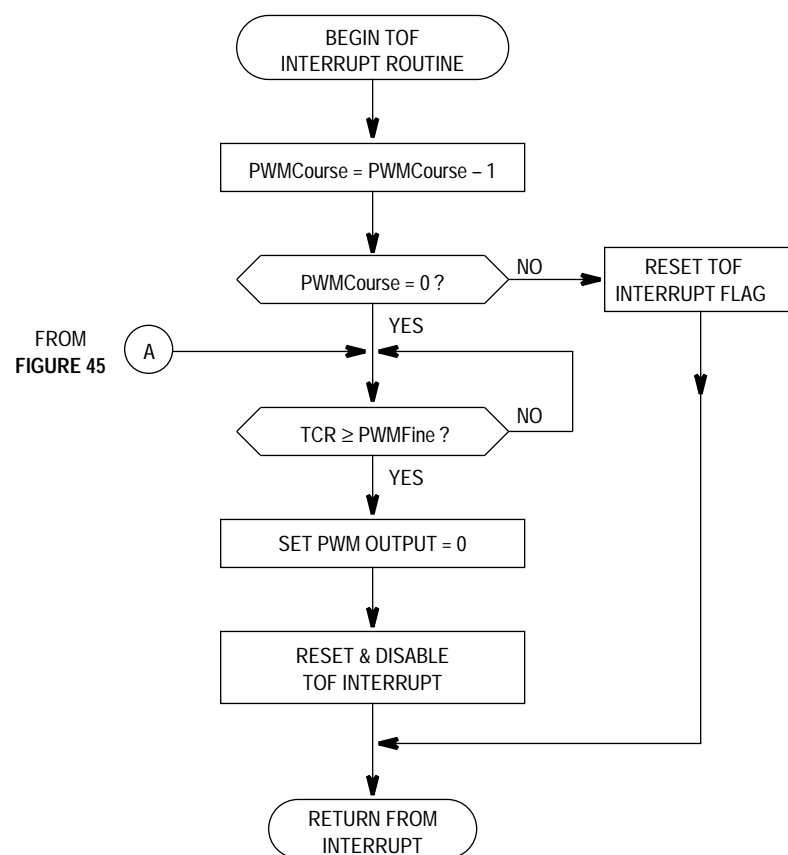 BEGIN TOF
INTERRUPT ROUTINE
PWMCourse = PWMCourse – 1
PWMCourse = 0 ?
NO
RESET TOF
INTERRUPT FLAG
YES
FROM
FIGURE 45
A
TCR ≥ PWMFine ?
NO
YES
SET PWM OUTPUT = 0
RESET & DISABLE
TOF INTERRUPT
RETURN FROM
INTERRUPT